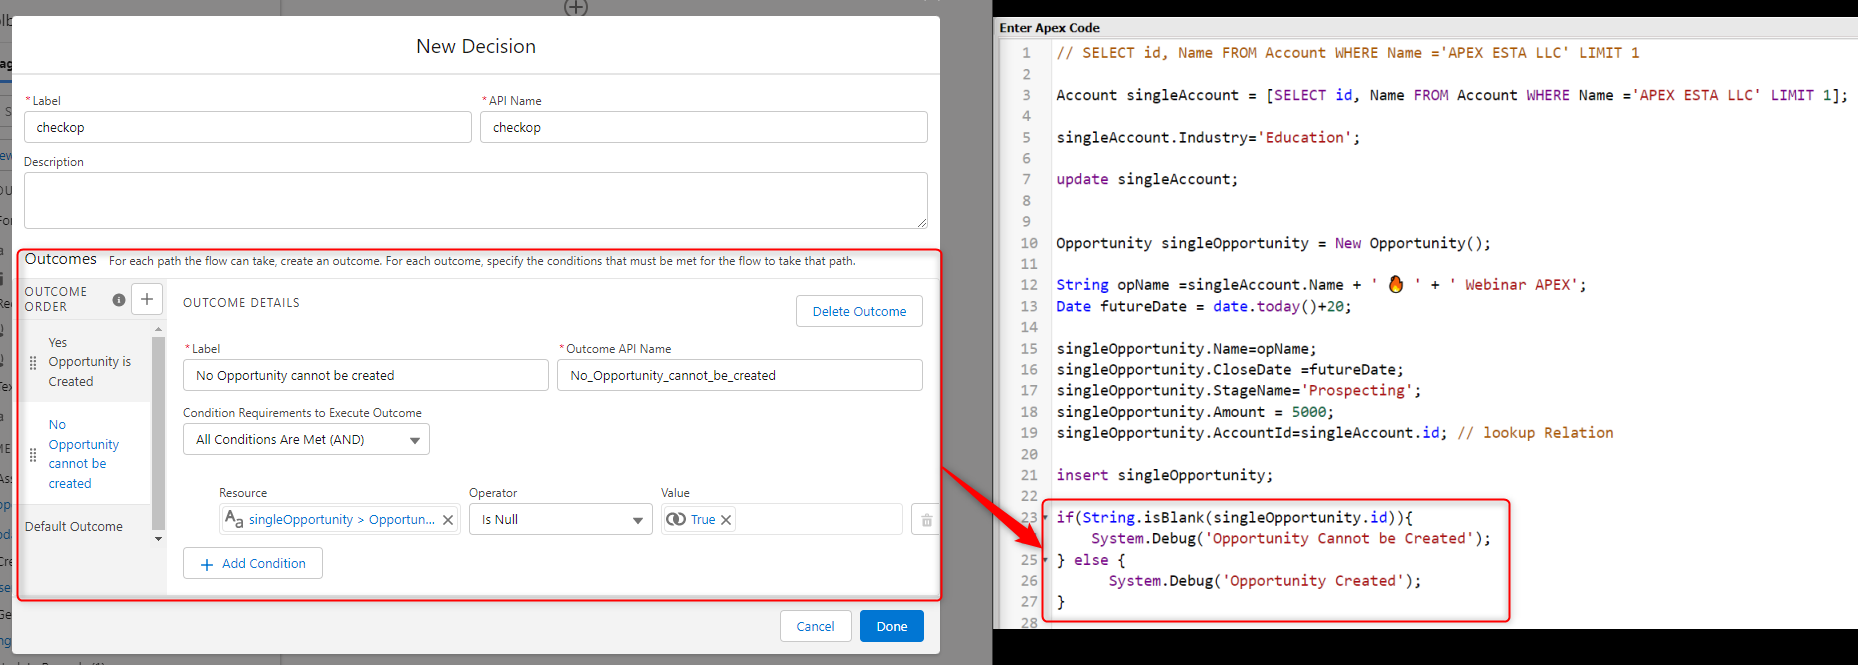 New Decision
*Label
*API Name
checkop
checkop
Description
Outcomes For each path the flow can take, create an outcome. For each outcome, specify the conditions that must be met for the flow to take that path.
OUTCOME
ORDER
OUTCOME DETAILS
Delete Outcome
Yes
Opportunity is
Created
No
Opportunity
cannot be
created
Default Outcome
*Label
*Outcome API Name
No Opportunity cannot be created
No_Opportunity_cannot_be_created
Condition Requirements to Execute Outcome
All Conditions Are Met (AND)
Resource
Operator
Value
Aa singleOpportunity > Opportun...
Is Null
True
+ Add Condition
Cancel
Done
Enter Apex Code
1 // SELECT id, Name FROM Account WHERE Name ='APEX ESTA LLC' LIMIT 1
2
3 Account singleAccount = [SELECT id, Name FROM Account WHERE Name ='APEX ESTA LLC' LIMIT 1];
4
5 singleAccount.Industry='Education';
6
7 update singleAccount;
8
9
10 Opportunity singleOpportunity = New Opportunity();
11
12 String opName =singleAccount.Name + ' 🔥 ' + ' Webinar APEX';
13 Date futureDate = date.today()+20;
14
15 singleOpportunity.Name=opName;
16 singleOpportunity.CloseDate =futureDate;
17 singleOpportunity.StageName='Prospecting';
18 singleOpportunity.Amount = 5000;
19 singleOpportunity.AccountId=singleAccount.id; // lookup Relation
20
21 insert singleOpportunity;
22
23 if(String.isBlank(singleOpportunity.id)){
System.Debug('Opportunity Cannot be Created');
25 } else {
26 System.Debug('Opportunity Created');
27 }
28